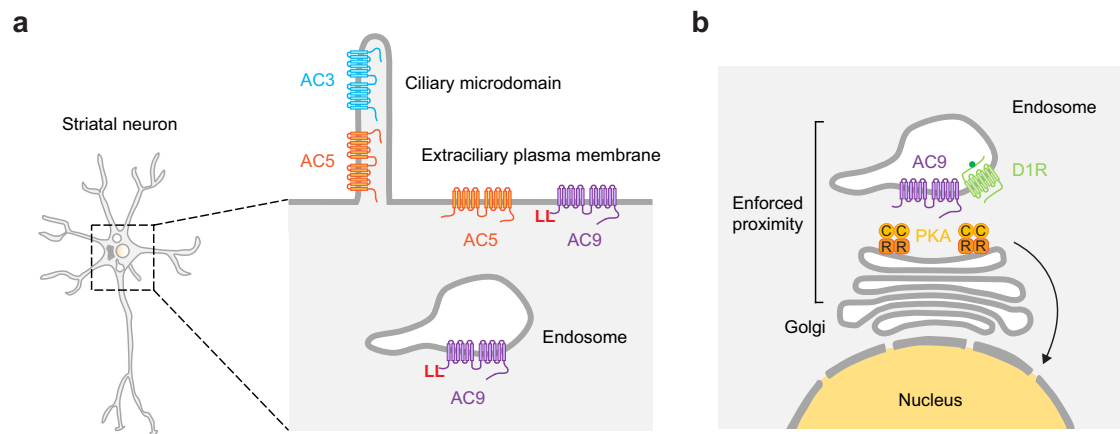 a
Striatal neuron
AC3
Ciliary microdomain
AC5
Extraciliary plasma membrane
LL
AC5
AC9
Endosome
LL
AC9
b
Endosome
AC9
D1R
Enforced
proximity
C C
R R
PKA
C C
R R
Golgi
Nucleus